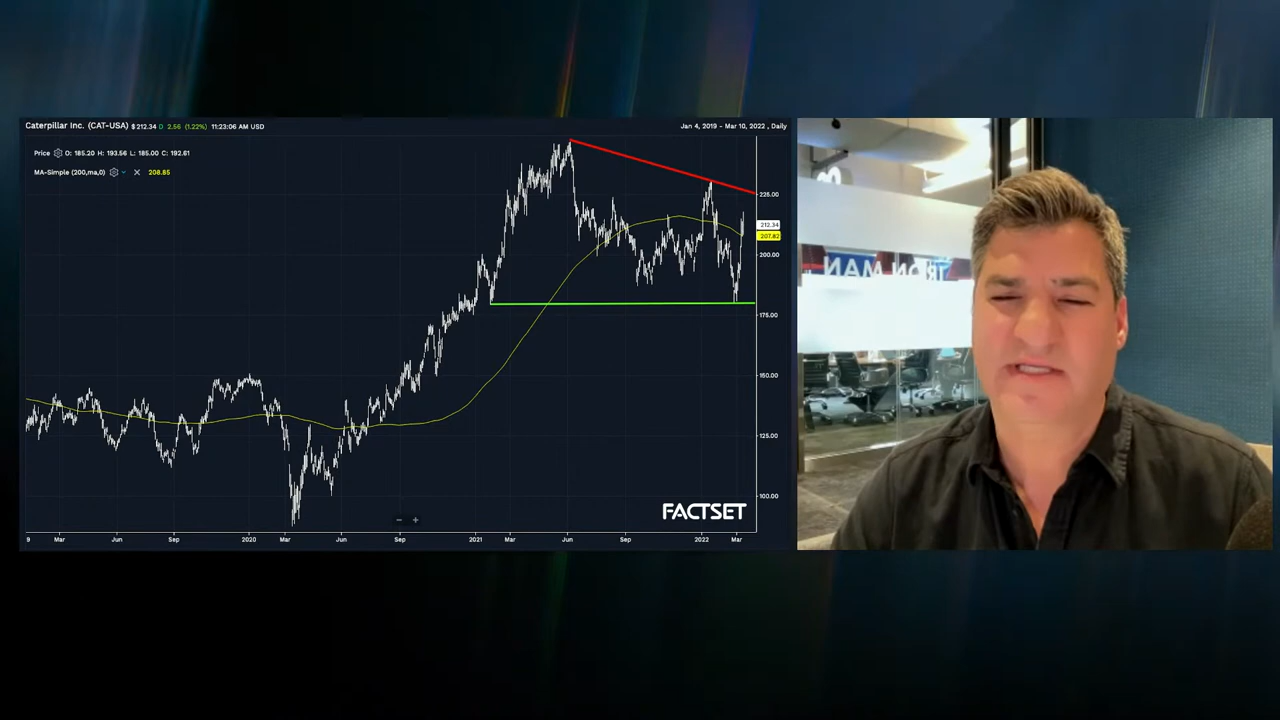 Caterpillar Inc. (CAT-USA) $212.34 D 2.56 (1.22%) 11:23:06 AM USD
Jan 4, 2019 - Mar 10, 2022 , Daily
Price O: 185.20 H: 193.56 L: 185.00 C: 192.61
MA-Simple (200,ma,0) 208.85
225.00
212.34
207.82
200.00
175.00
150.00
125.00
100.00
FACTSET
9 Mar Jun Sep 2020 Mar Jun Sep 2021 Mar Jun Sep 2022 Mar
IRON MAN